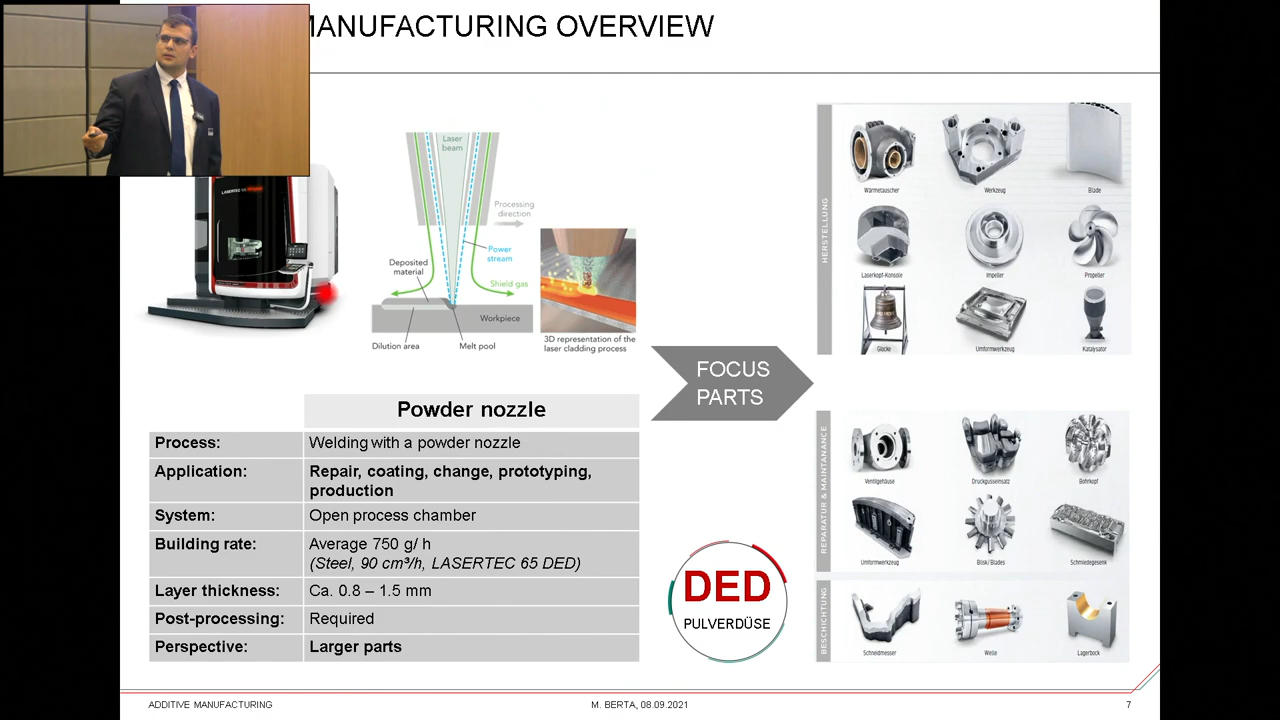 MANUFACTURING OVERVIEW
Laser
beam
Processing
direction
Power
stream
Deposited
material
Shield gas
Workpiece
Dilution area
Melt pool
3D representation of the
laser cladding process
LASERTEC 65
FOCUS
PARTS
Powder nozzle
Process: Welding with a powder nozzle
Application: Repair, coating, change, prototyping,
production
System: Open process chamber
Building rate: Average 750 g/ h
(Steel, 90 cm³/h, LASERTEC 65 DED)
Layer thickness: Ca. 0.8 – 1.5 mm
Post-processing: Required
Perspective: Larger parts
DED
PULVERDÜSE
HERSTELLUNG
Wärmetauscher Werkzeug Blade
Laserkopf-Konsole Impeller Propeller
Glocke Umformwerkzeug Katalysator
REPARATUR & MAINTANANCE
Ventilgehäuse Druckgusseinsatz Bohrkopf
Umformwerkzeug Blisk/Blades Schmiedegesenk
BESCHICHTUNG
Schneidmesser Welle Lagerbock
ADDITIVE MANUFACTURING M. BERTA, 08.09.2021 7